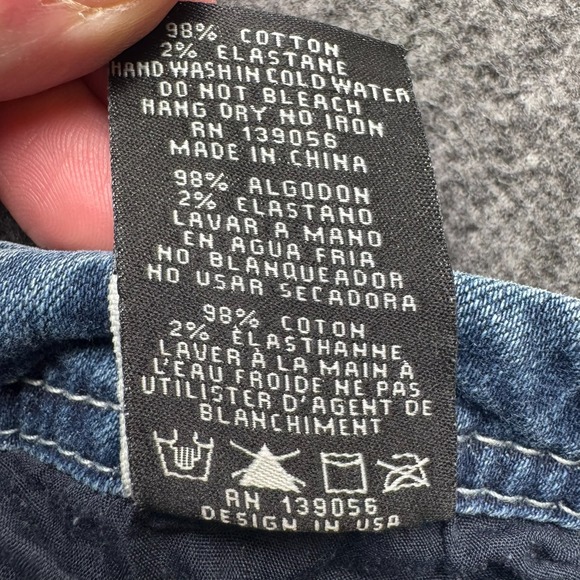 98% COTTON
2% ELASTANE
HAND WASH IN COLD WATER
DO NOT BLEACH
HANG DRY NO IRON
RN 139056
MADE IN CHINA
98% ALGODON
2% ELASTANO
LAVAR A MANO
EN AGUA FRIA
NO BLANQUEADOR
NO USAR SECADORA
98% COTON
2% ÈLASTHANNE
LAVER À LA MAIN À
L'EAU FROIDE NE PAS
UTILISTER D'AGENT DE
BLANCHIMENT
RN 139056
DESIGN IN USA